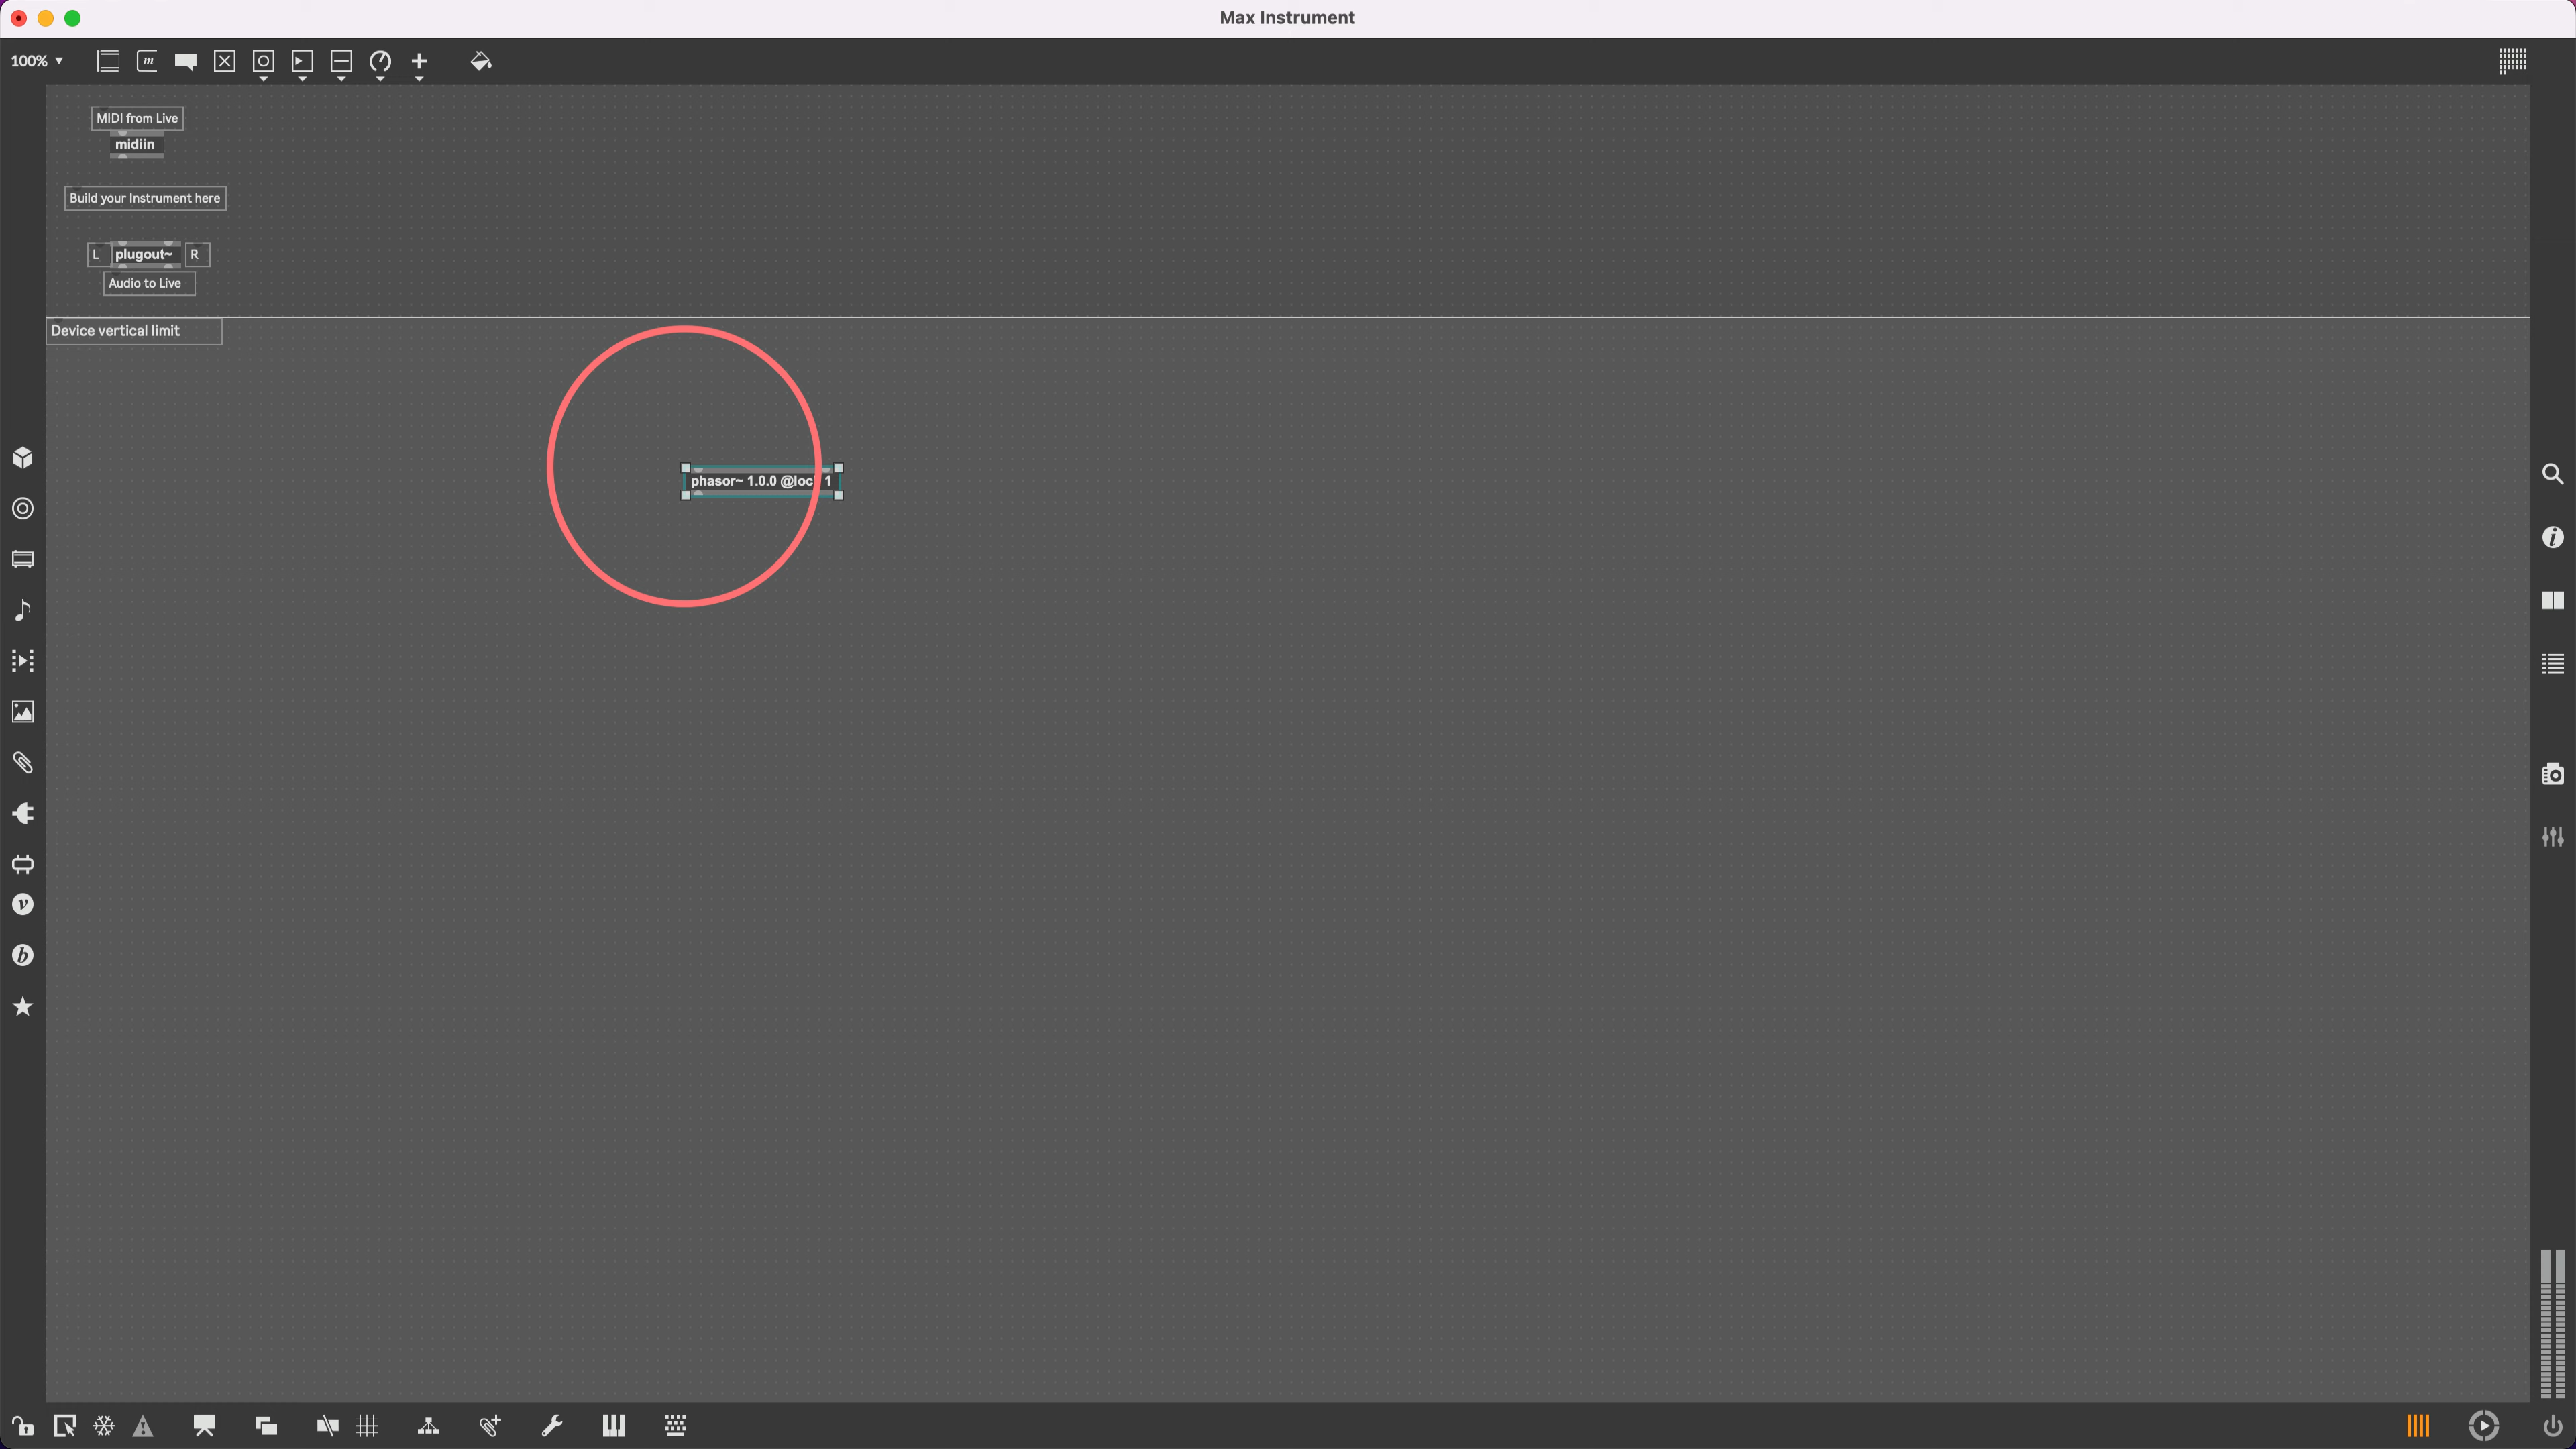 Max Instrument
100%
m
MIDI from Live
midiin
Build your Instrument here
L plugout~ R
Audio to Live
Device vertical limit
phasor~ 1.0.0 @loc 1
i
v
b